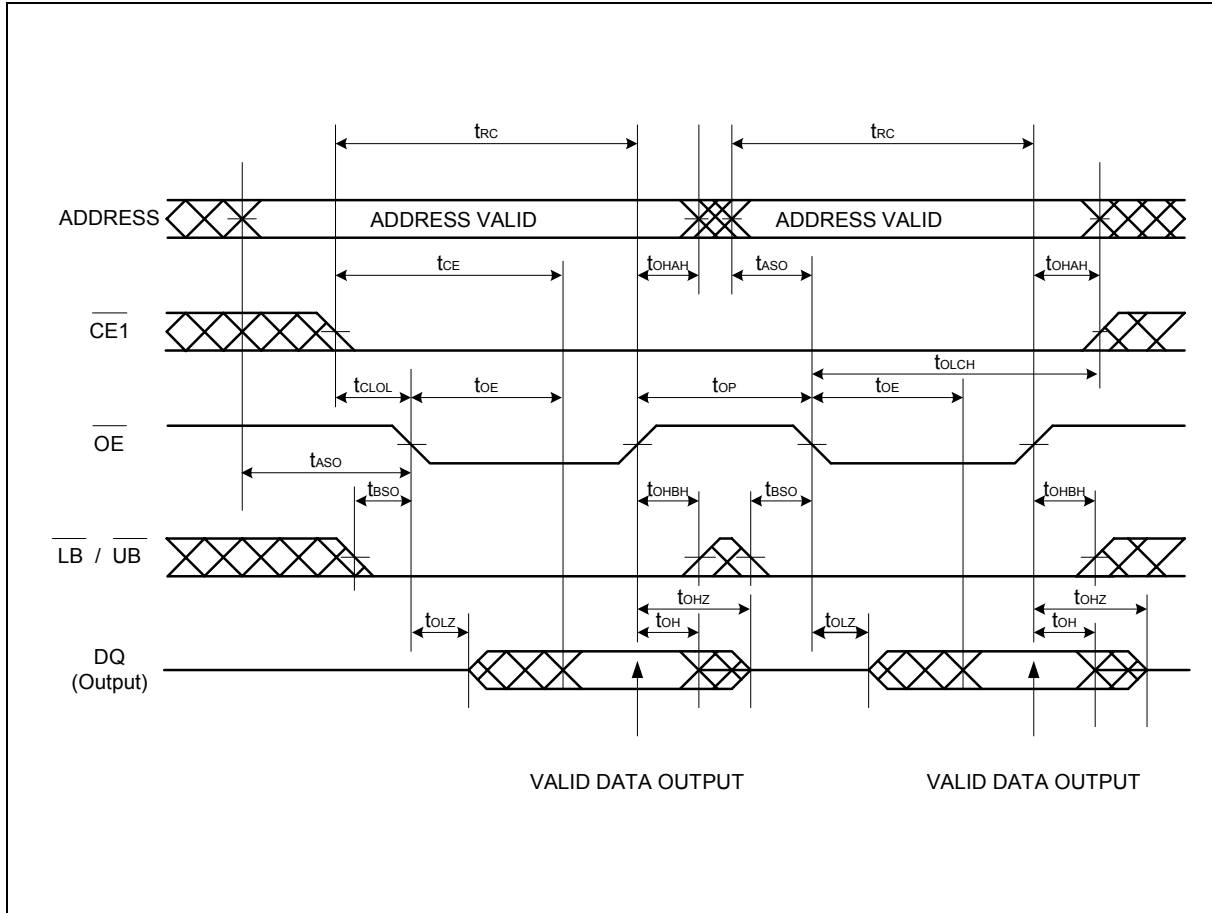 tRC tRC
ADDRESS ADDRESS VALID ADDRESS VALID
tCE tOHAH tASO tOHAH
CE1
tOLCH
tCLOL tOE tOP tOE
OE
tASO
tBSO tOHBH tBSO tOHBH
LB / UB
tOHZ tOHZ
tOLZ tOH tOLZ tOH
DQ
(Output)
VALID DATA OUTPUT VALID DATA OUTPUT